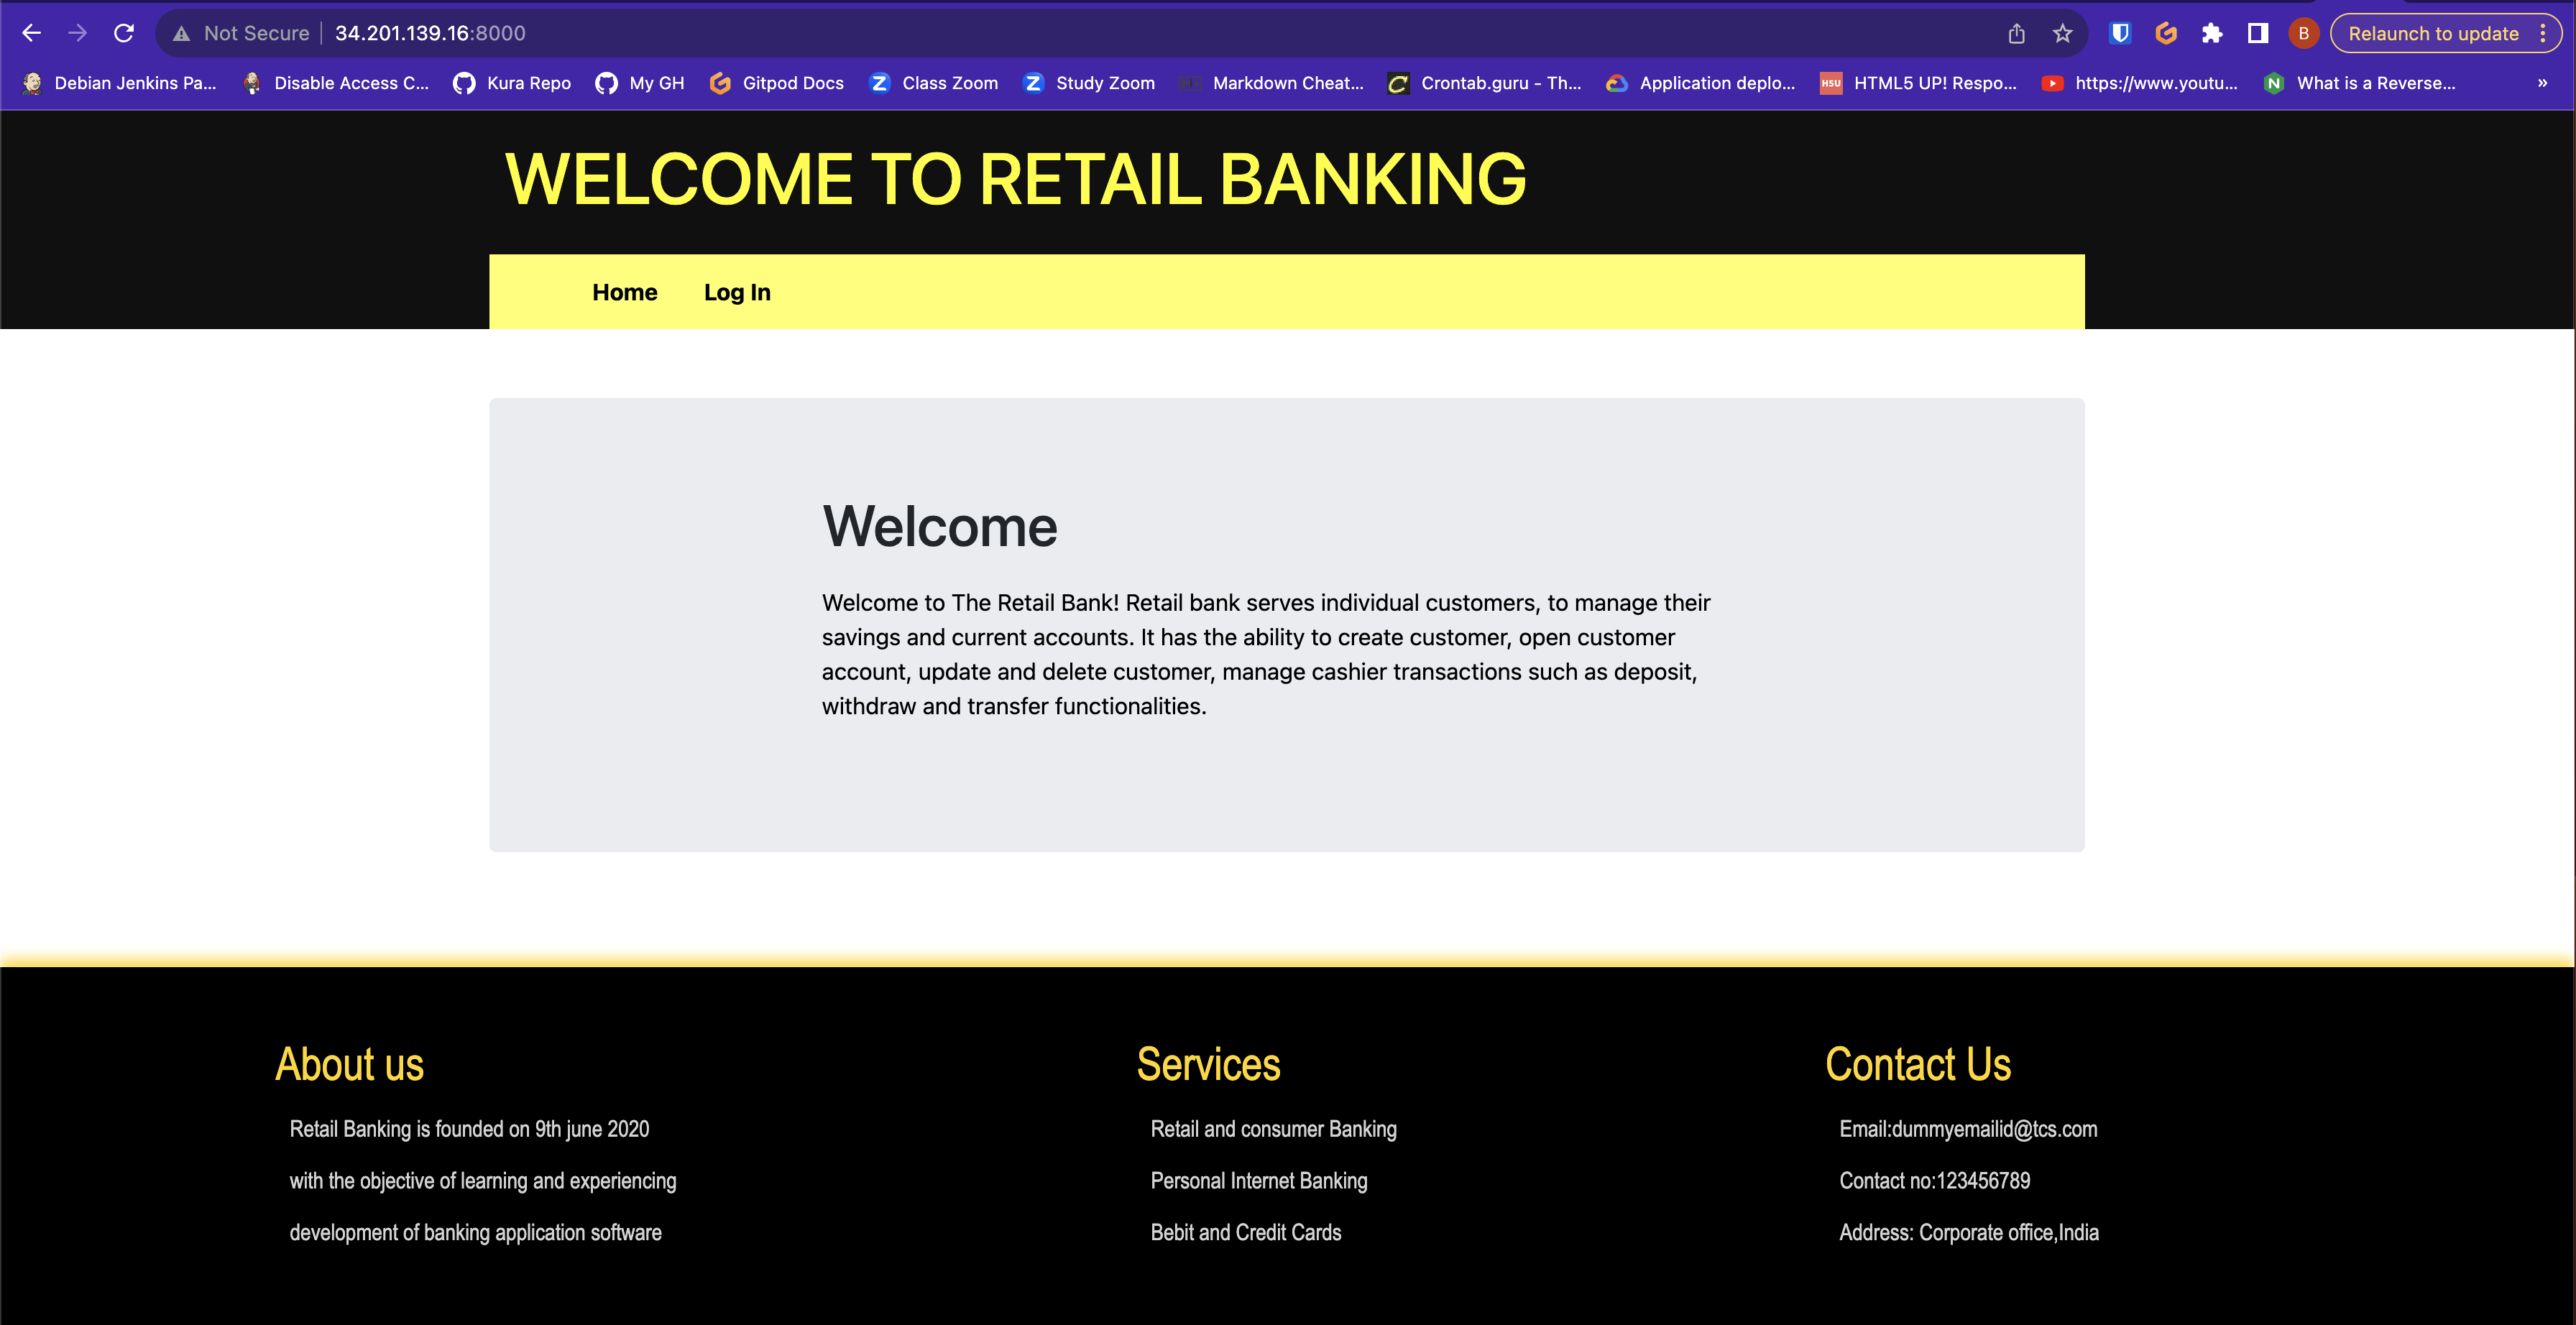 Not Secure | 34.201.139.16:8000
B
Relaunch to update
Debian Jenkins Pa...
Disable Access C...
Kura Repo
My GH
Gitpod Docs
Z
Class Zoom
Z
Study Zoom
Markdown Cheat...
C
Crontab.guru - Th...
Application deplo...
H5U
HTML5 UP! Respo...
https://www.youtu...
N
What is a Reverse...
»
WELCOME TO RETAIL BANKING
Home
Log In
Welcome
Welcome to The Retail Bank! Retail bank serves individual customers, to manage their
savings and current accounts. It has the ability to create customer, open customer
account, update and delete customer, manage cashier transactions such as deposit,
withdraw and transfer functionalities.
About us
Retail Banking is founded on 9th june 2020
with the objective of learning and experiencing
development of banking application software
Services
Retail and consumer Banking
Personal Internet Banking
Bebit and Credit Cards
Contact Us
Email:dummyemailid@tcs.com
Contact no:123456789
Address: Corporate office,India